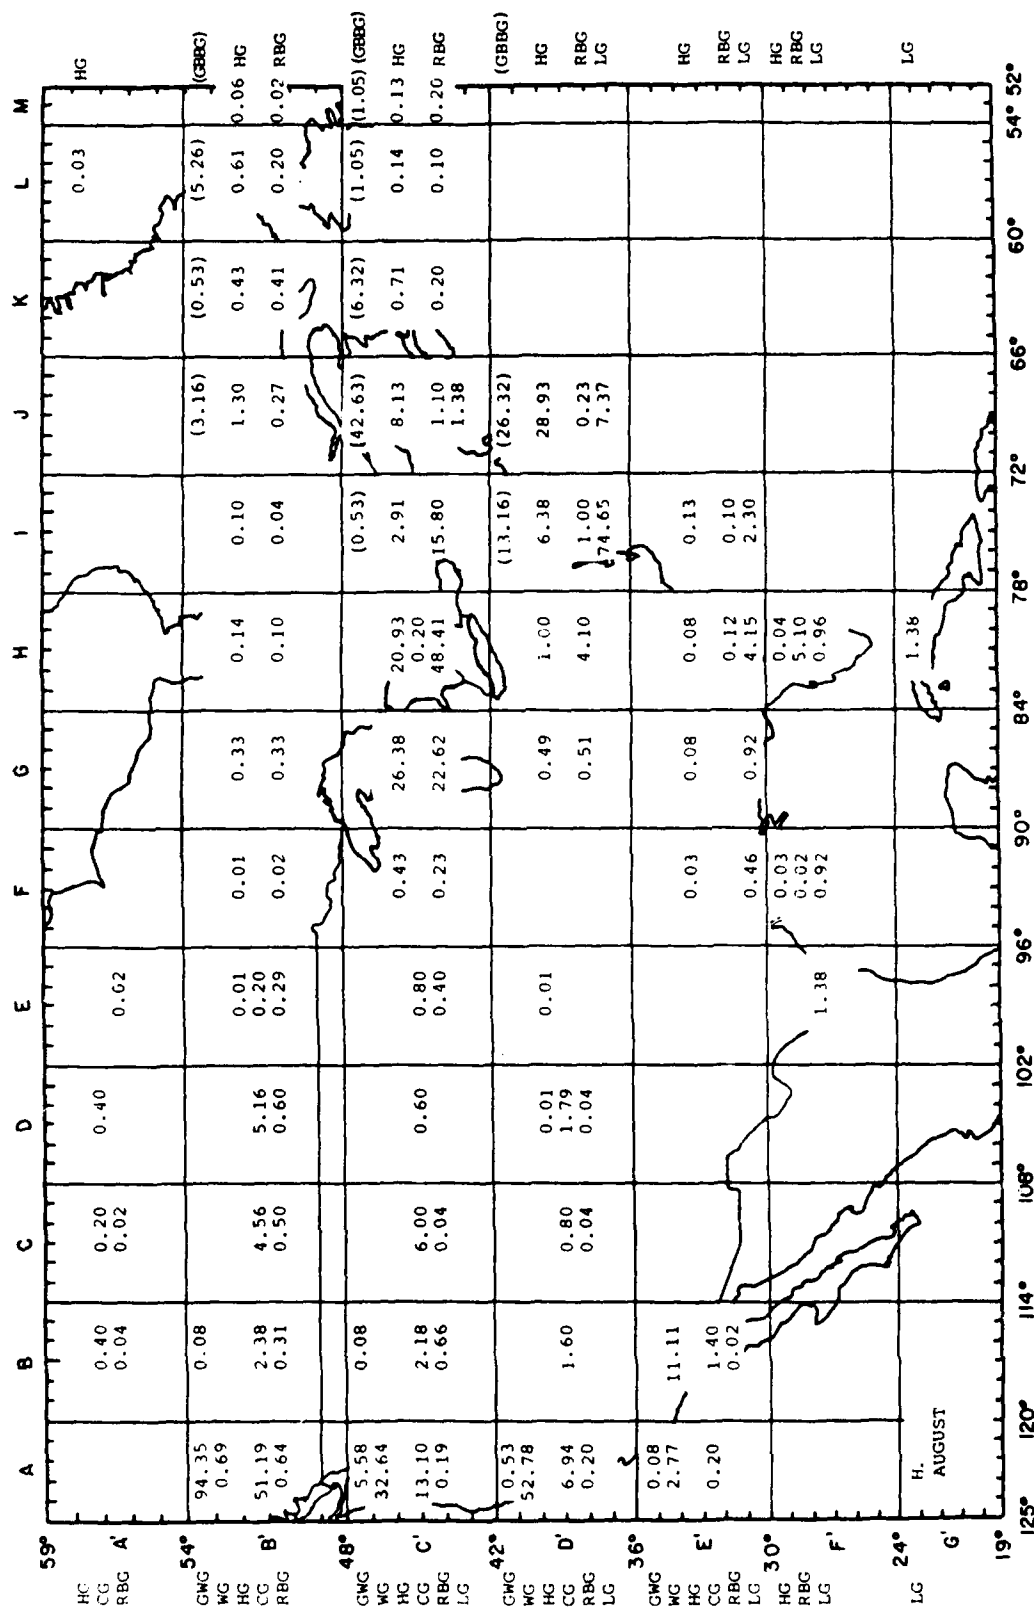 A B C D E F G H I J K L M
59°
HG 0.03 HG
CG 0.40 0.20 0.40
RBG A' 0.04 0.02 0.02
54°
GWG 94.35 0.08 (3.16) (0.53) (5.26) (GBBG)
WG 0.69
HG 0.01 0.01 0.33 0.14 0.10 1.30 0.43 0.61 0.06 HG
CG B' 51.19 2.38 4.56 5.16 0.20
RBG 0.64 0.31 0.50 0.60 0.29 0.02 0.33 0.10 0.04 0.27 0.41 0.20 0.02 RBG
48°
GWG 5.58 0.08 (0.53) (42.63) (6.32) (1.05) (1.05) (GBBG)
WG 32.64
HG 0.43 26.38 20.93 2.91 8.13 0.71 0.14 0.13 HG
CG C' 13.10 2.18 6.00 0.60 0.80 0.20
RBG 0.19 0.66 0.04 0.40 0.23 22.62 48.41 15.80 1.10 0.20 0.10 0.20 RBG
LG 1.38
42°
GWG 0.53 (13.16) (26.32) (GBBG)
WG 52.78
HG 0.01 0.01 0.49 1.00 6.38 28.93 HG
CG D' 6.94 1.60 0.80 1.79
RBG 0.20 0.04 0.04 0.51 4.10 1.00 0.23 RBG
LG 74.65 7.37 LG
36°
GWG 0.08
WG 2.77 11.11
HG 0.03 0.08 0.08 0.13 HG
CG E' 0.20 1.40
RBG 0.02 0.12 0.10 RBG
LG 0.46 0.92 4.15 2.30 LG
30°
HG 0.03 0.04 HG
RBG 0.02 5.10 RBG
LG F' 1.38 0.92 0.96 LG
24°
LG 1.38 LG
H.
G' AUGUST
19°
125° 120° 114° 108° 102° 96° 90° 84° 78° 72° 66° 60° 54° 52°